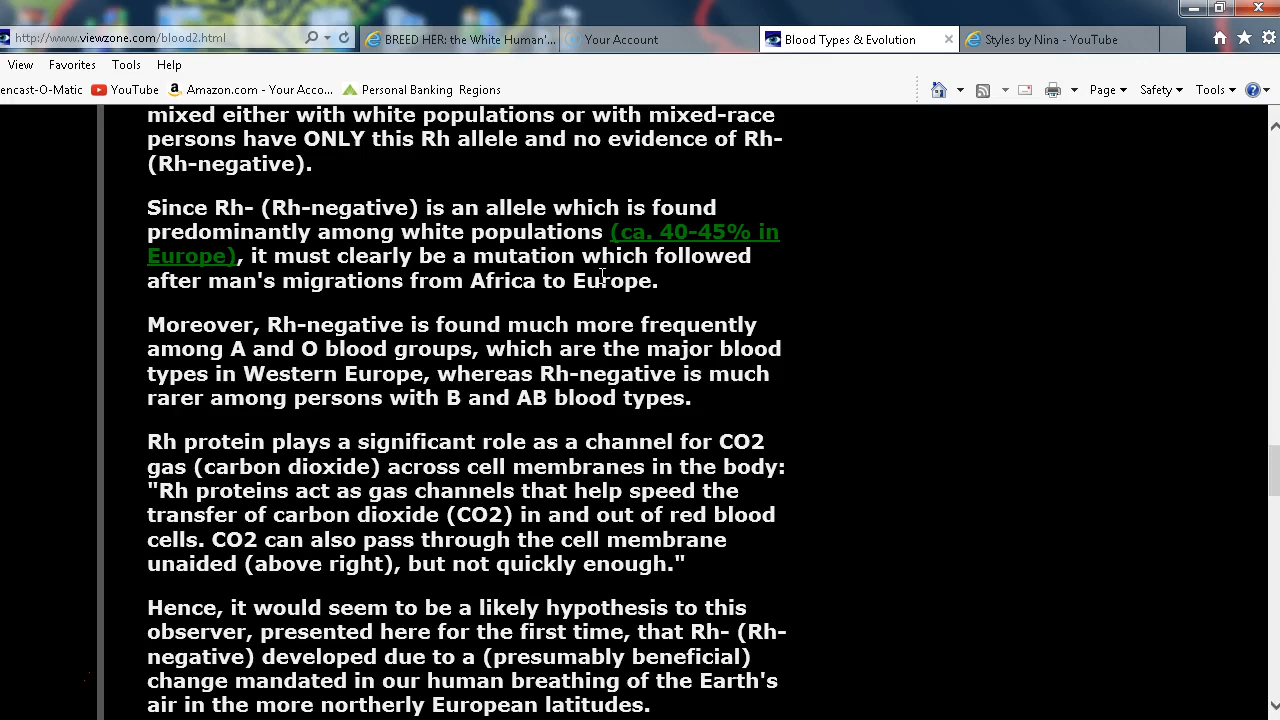 http://www.viewzone.com/blood2.html
BREED HER: the White Human'...
Your Account
Blood Types & Evolution
Styles by Nina - YouTube
View Favorites Tools Help
encast-O-Matic YouTube Amazon.com - Your Acco... Personal Banking Regions
Page Safety Tools
mixed either with white populations or with mixed-race
persons have ONLY this Rh allele and no evidence of Rh-
(Rh-negative).
Since Rh- (Rh-negative) is an allele which is found
predominantly among white populations (ca. 40-45% in
Europe), it must clearly be a mutation which followed
after man's migrations from Africa to Europe.
Moreover, Rh-negative is found much more frequently
among A and O blood groups, which are the major blood
types in Western Europe, whereas Rh-negative is much
rarer among persons with B and AB blood types.
Rh protein plays a significant role as a channel for CO2
gas (carbon dioxide) across cell membranes in the body:
"Rh proteins act as gas channels that help speed the
transfer of carbon dioxide (CO2) in and out of red blood
cells. CO2 can also pass through the cell membrane
unaided (above right), but not quickly enough."
Hence, it would seem to be a likely hypothesis to this
observer, presented here for the first time, that Rh- (Rh-
negative) developed due to a (presumably beneficial)
change mandated in our human breathing of the Earth's
air in the more northerly European latitudes.